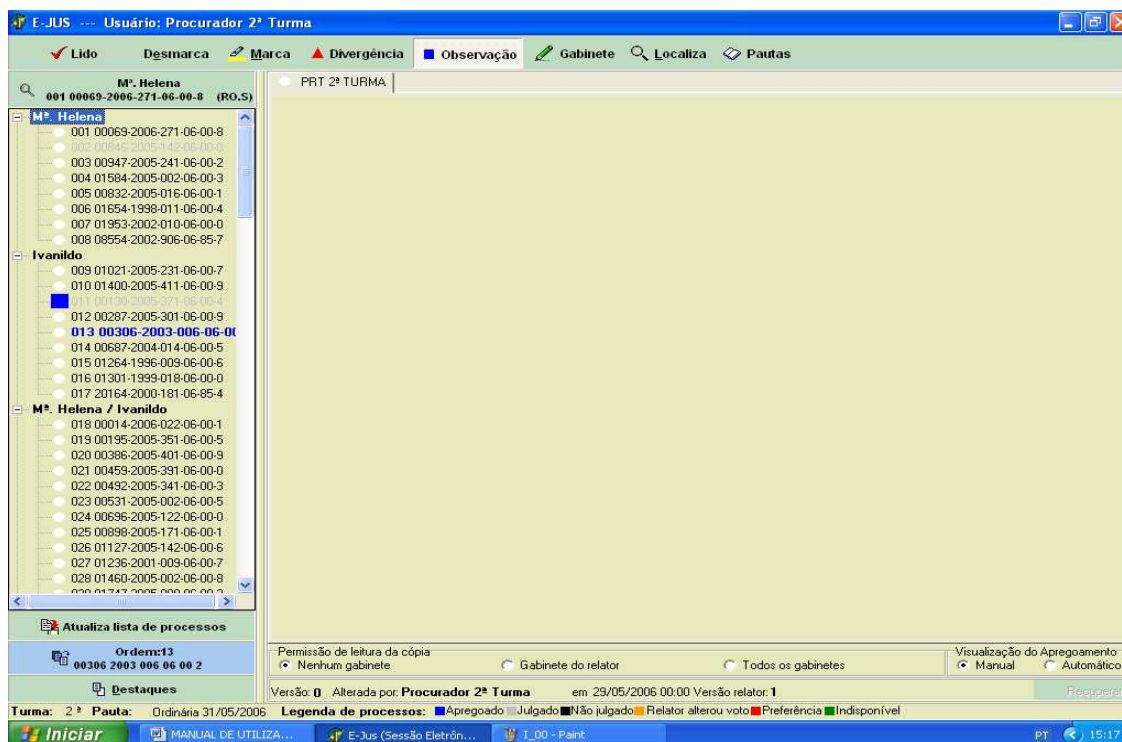 E-JUS --- Usuário: Procurador 2ª Turma
Lido Desmarca Marca Divergência Observação Gabinete Localiza Pautas
Mª. Helena
001 00069-2006-271-06-00-8 (RO.S)
PRT 2ª TURMA
Mª. Helena
001 00069-2006-271-06-00-8
002 00846-2005-142-06-00-0
003 00947-2005-241-06-00-2
004 01584-2005-002-06-00-3
005 00832-2005-016-06-00-1
006 01654-1998-011-06-00-4
007 01953-2002-010-06-00-0
008 08554-2002-906-06-85-7
Ivanildo
009 01021-2005-231-06-00-7
010 01400-2005-411-06-00-9
011 00130-2005-371-06-00-4
012 00287-2005-301-06-00-9
013 00306-2003-006-06-00
014 00687-2004-014-06-00-5
015 01264-1996-009-06-00-6
016 01301-1999-018-06-00-0
017 20164-2000-181-06-85-4
Mª. Helena / Ivanildo
018 00014-2006-022-06-00-1
019 00195-2005-351-06-00-5
020 00386-2005-401-06-00-9
021 00459-2005-391-06-00-0
022 00492-2005-341-06-00-3
023 00531-2005-002-06-00-5
024 00696-2005-122-06-00-0
025 00898-2005-171-06-00-1
026 01127-2005-142-06-00-6
027 01236-2001-009-06-00-7
028 01460-2005-002-06-00-8
Atualiza lista de processos
Ordem:13
00306 2003 006 06 00 2
Destaques
Permissão de leitura da cópia
Nenhum gabinete Gabinete do relator Todos os gabinetes
Visualização do Apregoamento
Manual Automático
Versão: 0 Alterada por: Procurador 2ª Turma em 29/05/2006 00:00 Versão relator: 1 Recupera
Turma: 2 ª Pauta: Ordinária 31/05/2006 Legenda de processos: Apregoado Julgado Não julgado Relator alterou voto Preferência Indisponível
Iniciar MANUAL DE UTILIZA... E-Jus (Sessão Eletrôn... I_00 - Paint PT 15:17